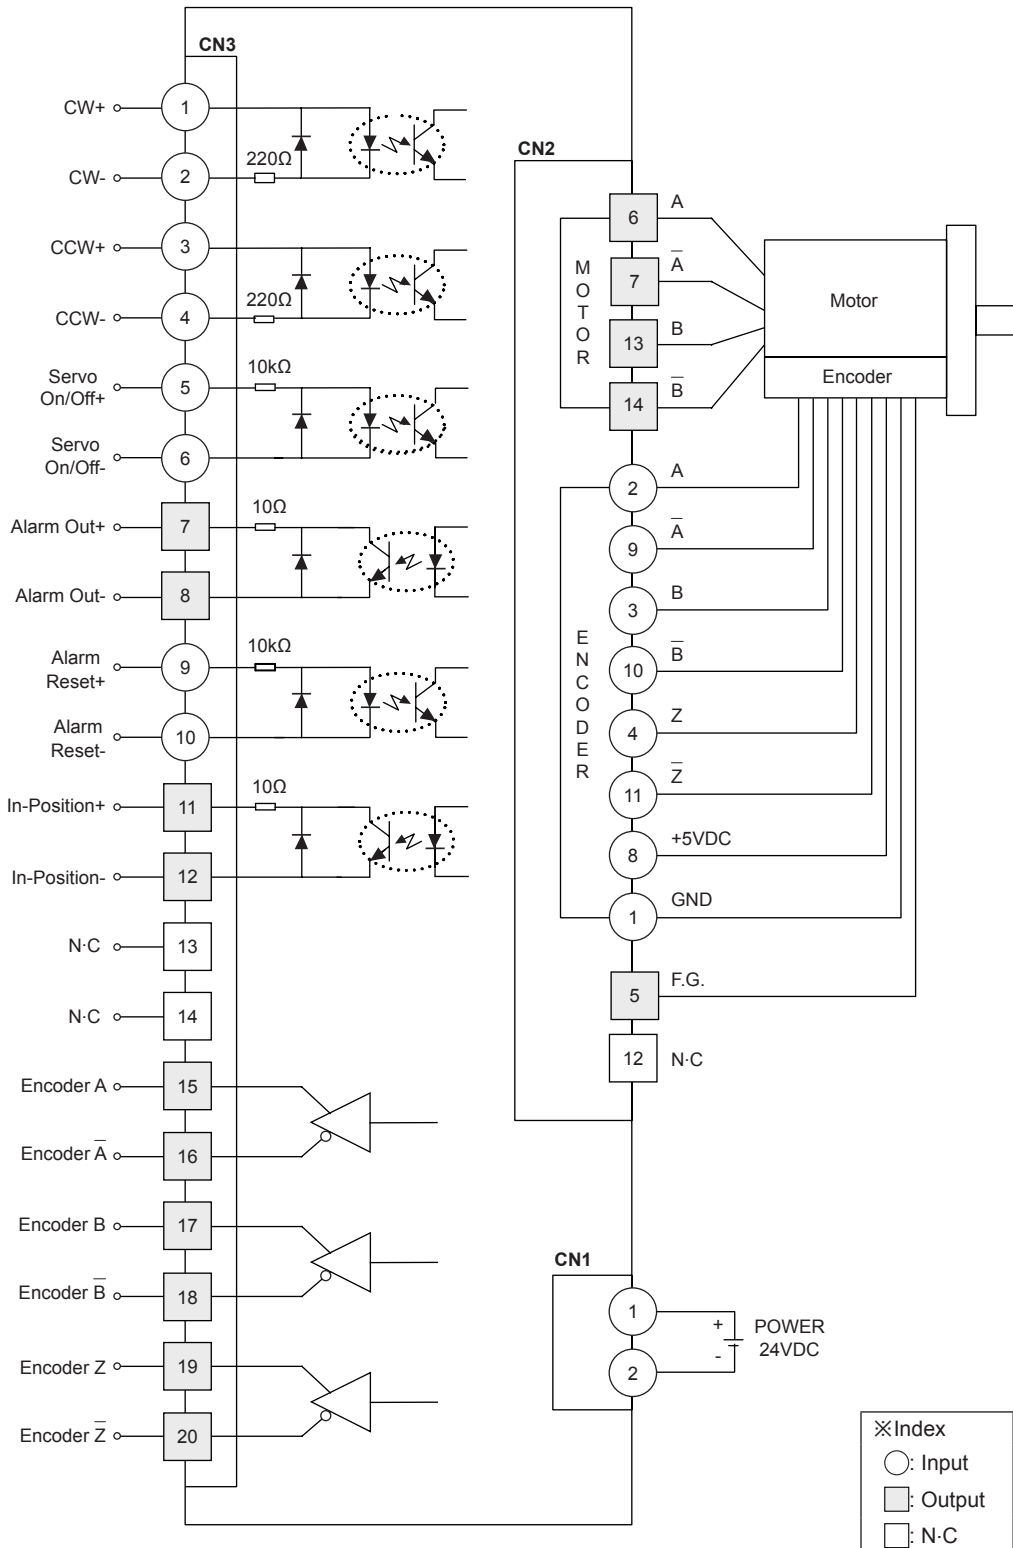 CN3
CW+
1
CW-
2
220Ω
CCW+
3
CCW-
4
220Ω
Servo
On/Off+
5
10kΩ
Servo
On/Off-
6
Alarm Out+
7
10Ω
Alarm Out-
8
Alarm
Reset+
9
10kΩ
Alarm
Reset-
10
In-Position+
11
10Ω
In-Position-
12
N·C
13
N·C
14
Encoder A
15
Encoder A̅
16
Encoder B
17
Encoder B̅
18
Encoder Z
19
Encoder Z̅
20
CN2
MOTOR
6
A
7
A̅
13
B
14
B̅
Motor
Encoder
ENCODER
2
A
9
A̅
3
B
10
B̅
4
Z
11
Z̅
8
+5VDC
1
GND
5
F.G.
12
N·C
CN1
1
2
+
-
POWER
24VDC
※Index
: Input
: Output
: N·C